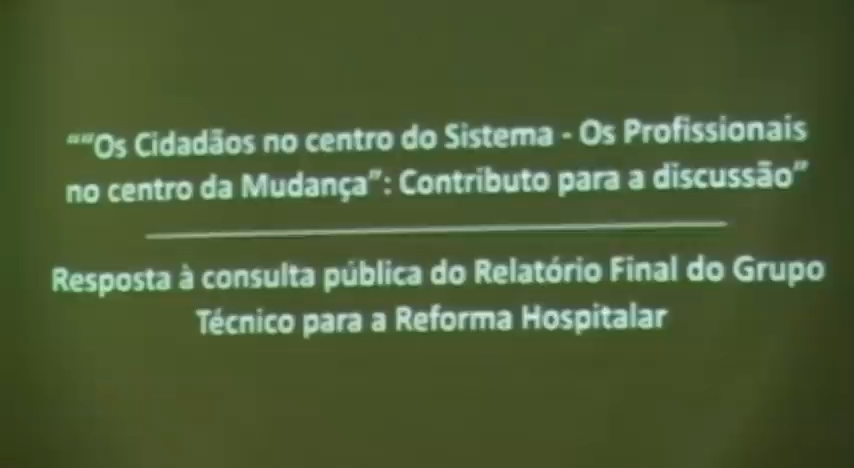 ““Os Cidadãos no centro do Sistema - Os Profissionais
no centro da Mudança”: Contributo para a discussão”
Resposta à consulta pública do Relatório Final do Grupo
Técnico para a Reforma Hospitalar